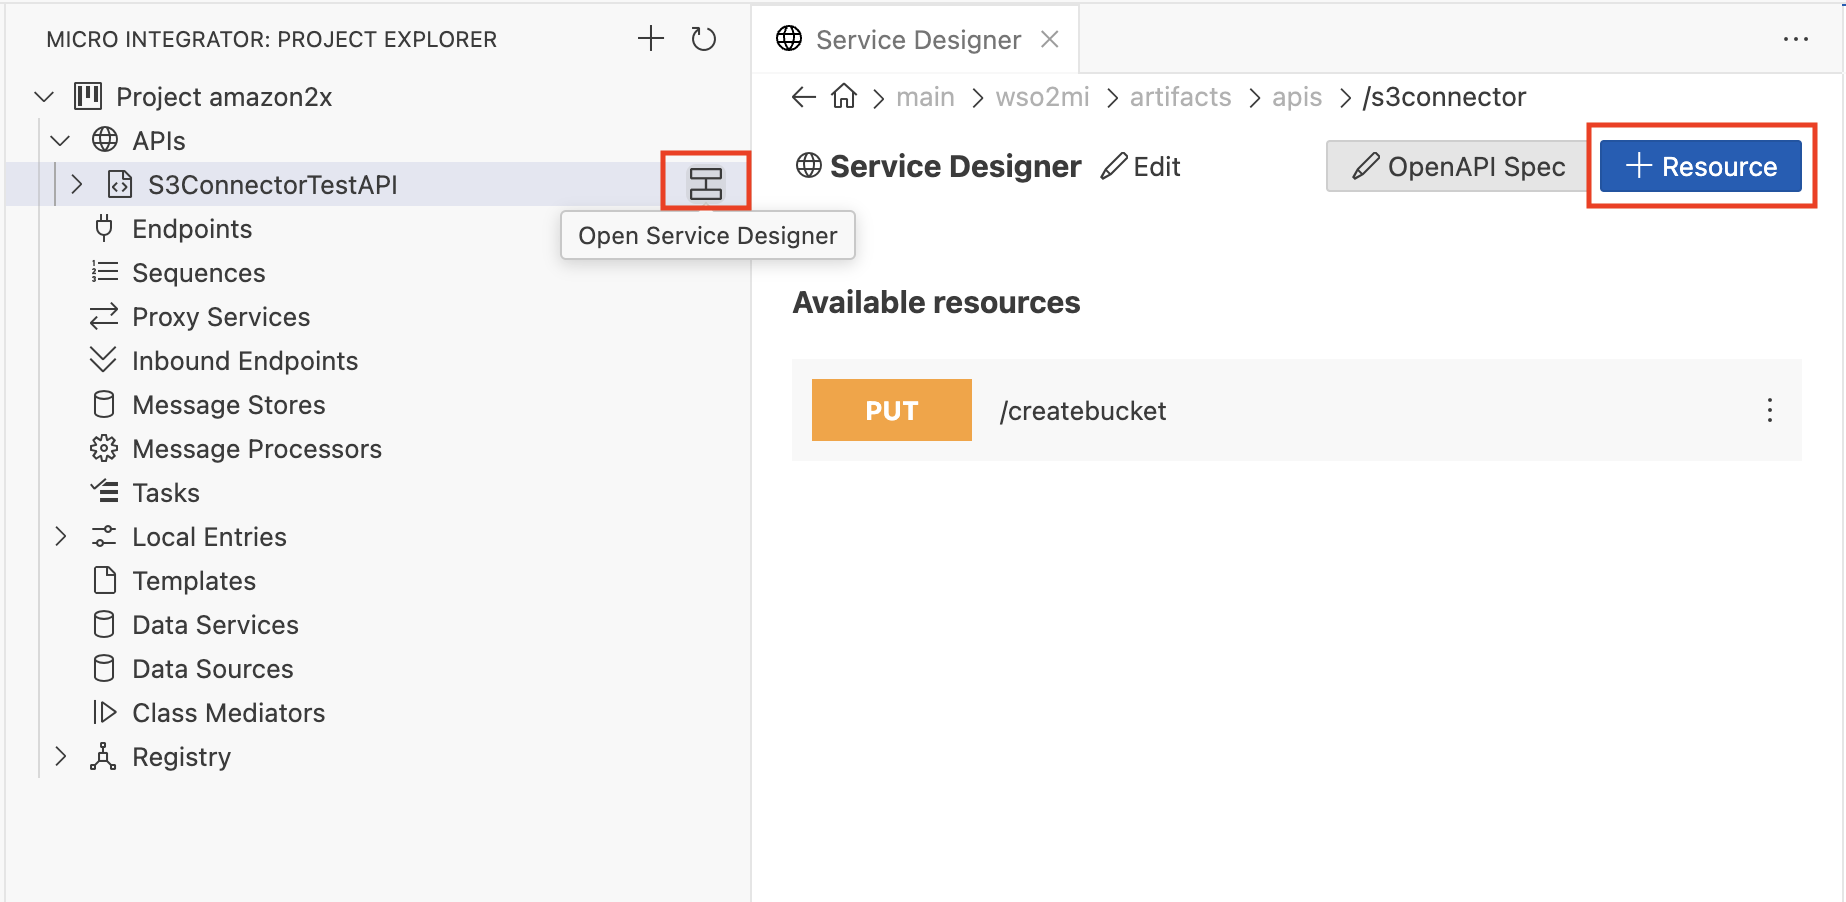 MICRO INTEGRATOR: PROJECT EXPLORER
Project amazon2x
APIs
S3ConnectorTestAPI
Open Service Designer
Endpoints
Sequences
Proxy Services
Inbound Endpoints
Message Stores
Message Processors
Tasks
Local Entries
Templates
Data Services
Data Sources
Class Mediators
Registry
Service Designer
main > wso2mi > artifacts > apis > /s3connector
Service Designer Edit OpenAPI Spec + Resource
Available resources
PUT /createbucket